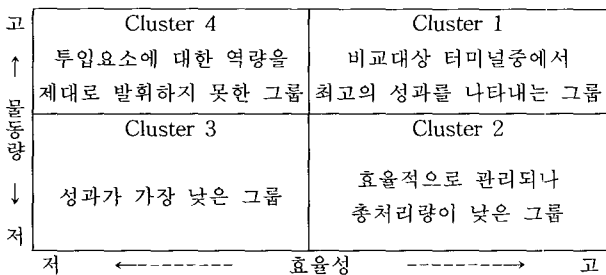 고 Cluster 4 Cluster 1
↑ 투입요소에 대한 역량을 비교대상 터미널중에서
제대로 발휘하지 못한 그룹 최고의 성과를 나타내는 그룹
물동량 Cluster 3 Cluster 2
성과가 가장 낮은 그룹 효율적으로 관리되나
↓ 총처리량이 낮은 그룹
저
저 ←-------- 효율성 --------→ 고